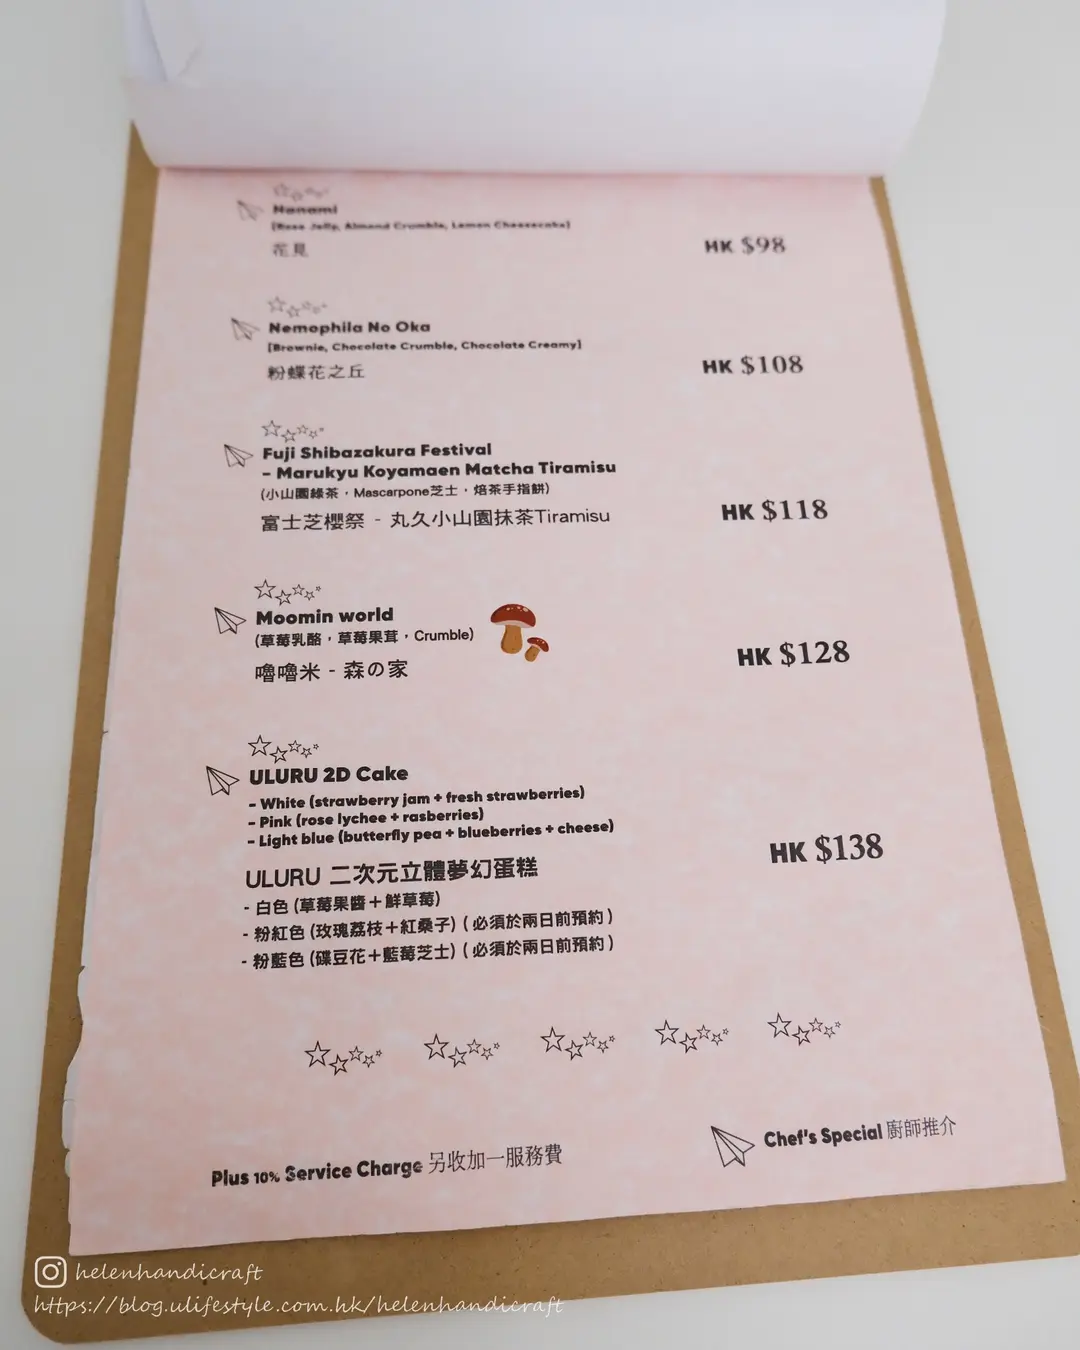 Hanami
[Rose Jelly, Almond Crumble, Lemon Cheesecake]
花見
HK $98
Nemophila No Oka
[Brownie, Chocolate Crumble, Chocolate Creamy]
粉蝶花之丘
HK $108
Fuji Shibazakura Festival
- Marukyu Koyamaen Matcha Tiramisu
(小山園綠茶，Mascarpone芝士，焙茶手指餅)
富士芝櫻祭 - 丸久小山園抹茶Tiramisu
HK $118
Moomin world
(草莓乳酪，草莓果茸，Crumble)
嚕嚕米 - 森の家
HK $128
ULURU 2D Cake
- White (strawberry jam + fresh strawberries)
- Pink (rose lychee + rasberries)
- Light blue (butterfly pea + blueberries + cheese)
HK $138
ULURU 二次元立體夢幻蛋糕
- 白色 (草莓果醬＋鮮草莓)
- 粉紅色 (玫瑰荔枝＋紅桑子) ( 必須於兩日前預約 )
- 粉藍色 (碟豆花＋藍莓芝士) ( 必須於兩日前預約 )
Plus 10% Service Charge 另收加一服務費
Chef's Special 廚師推介
helenhandicraft
https://blog.ulifestyle.com.hk/helenhandicraft